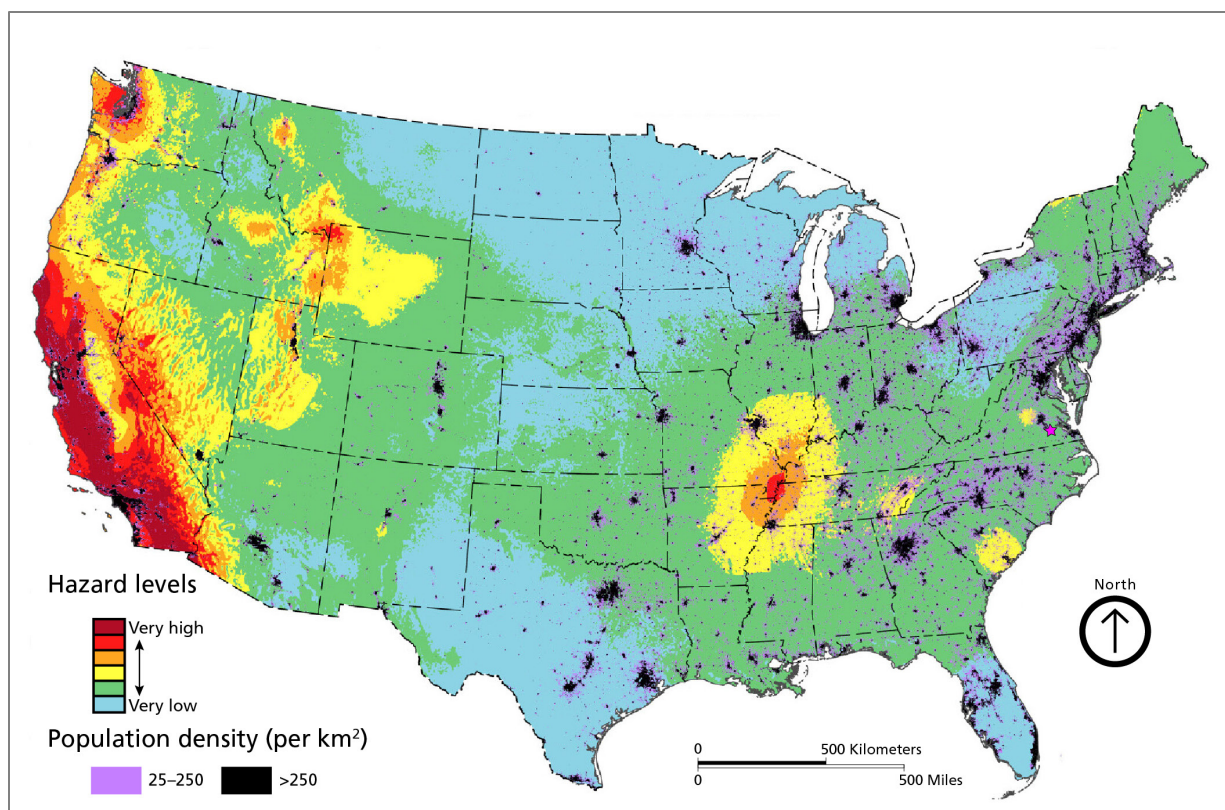 Hazard levels
Very high
Very low
Population density (per km²)
25–250
>250
0 500 Kilometers
0 500 Miles
North